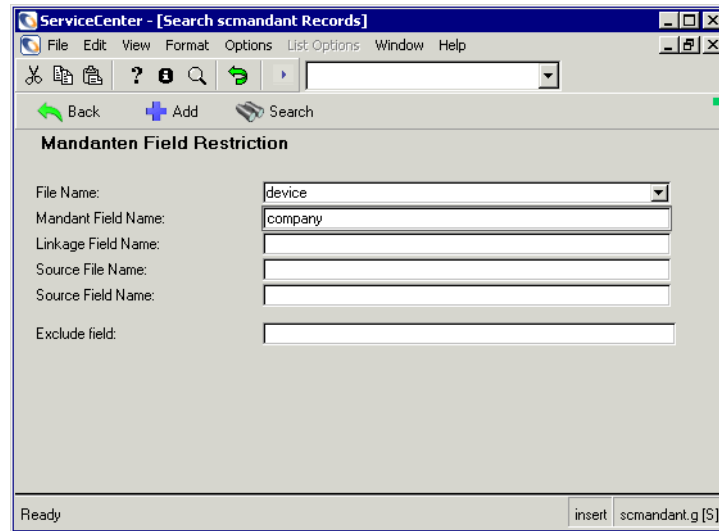 ServiceCenter - [Search scmandant Records]
File Edit View Format Options List Options Window Help
Back Add Search
Mandanten Field Restriction
File Name: device
Mandant Field Name: company
Linkage Field Name:
Source File Name:
Source Field Name:
Exclude field:
Ready insert scmandant.g [S]